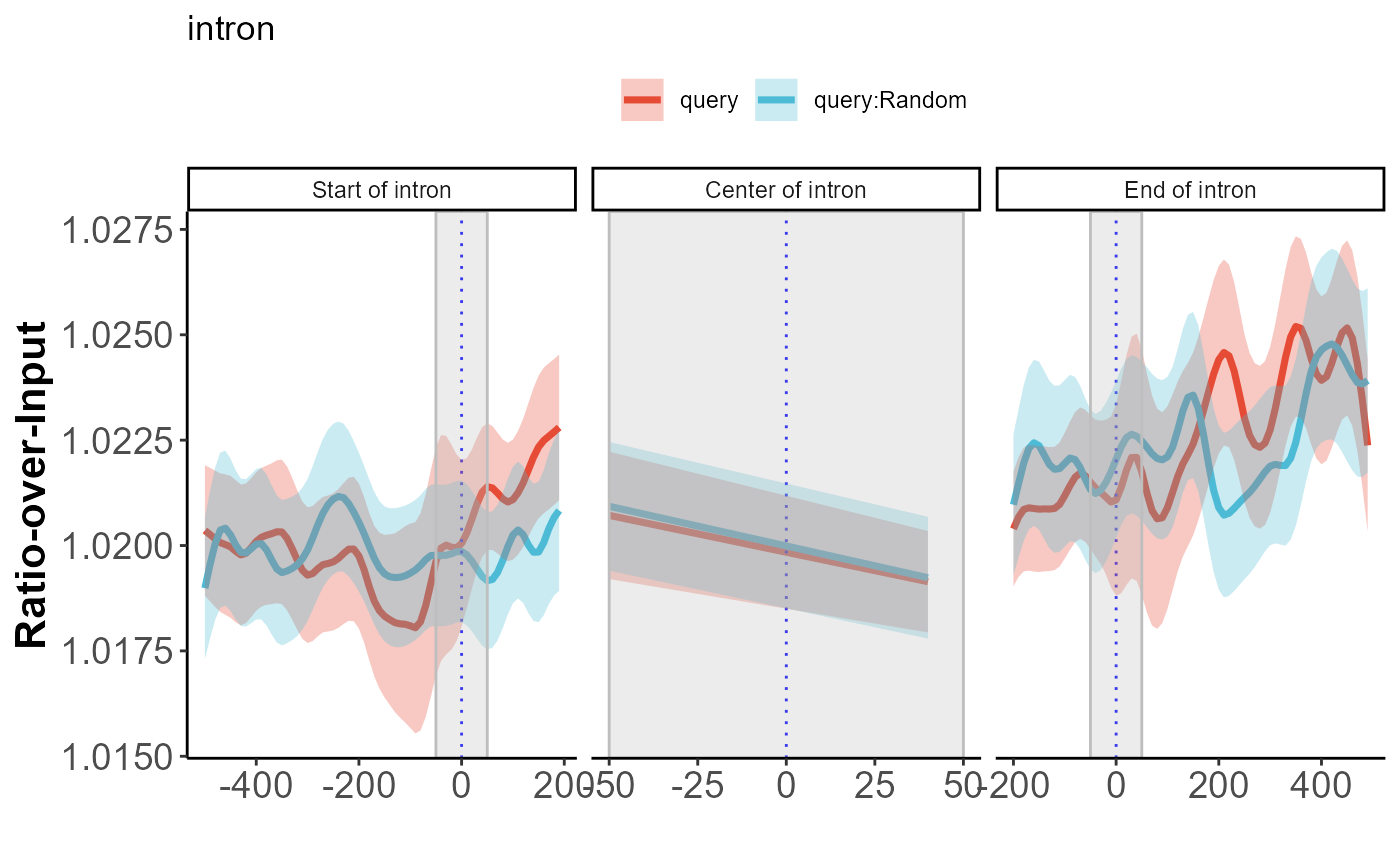 intron
query query:Random
Start of intron Center of intron End of intron
Ratio-over-Input
1.0275
1.0250
1.0225
1.0200
1.0175
1.0150
-400 -200 0 200 -50 -25 0 25 50 -200 0 200 400